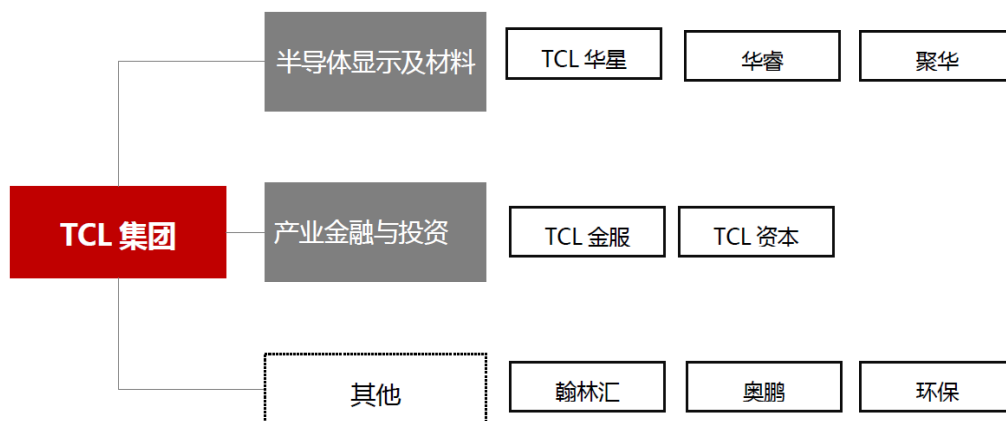 半导体显示及材料
TCL 华星
华睿
聚华
TCL 集团
产业金融与投资
TCL 金服
TCL 资本
其他
翰林汇
奥鹏
环保